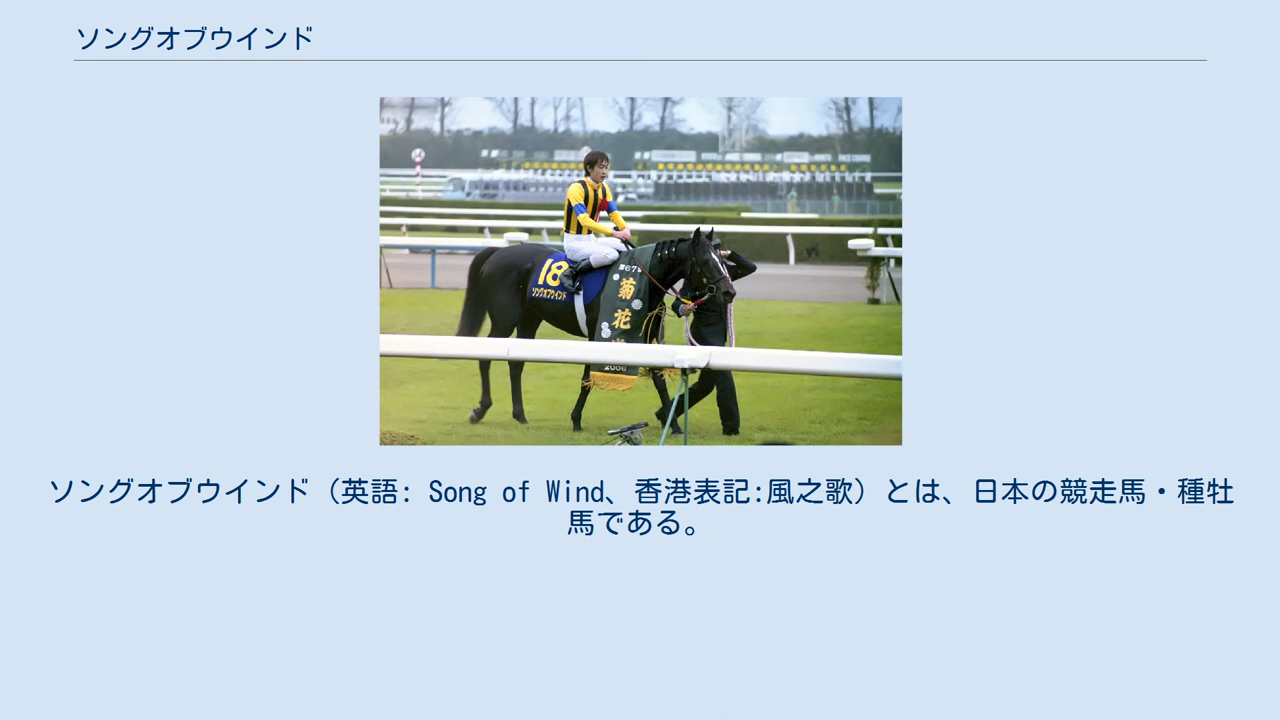 ソングオブウインド
18
ソングオブウインド
第67回
菊
花
2006
ソングオブウインド（英語: Song of Wind、香港表記:風之歌）とは、日本の競走馬・種牡
馬である。